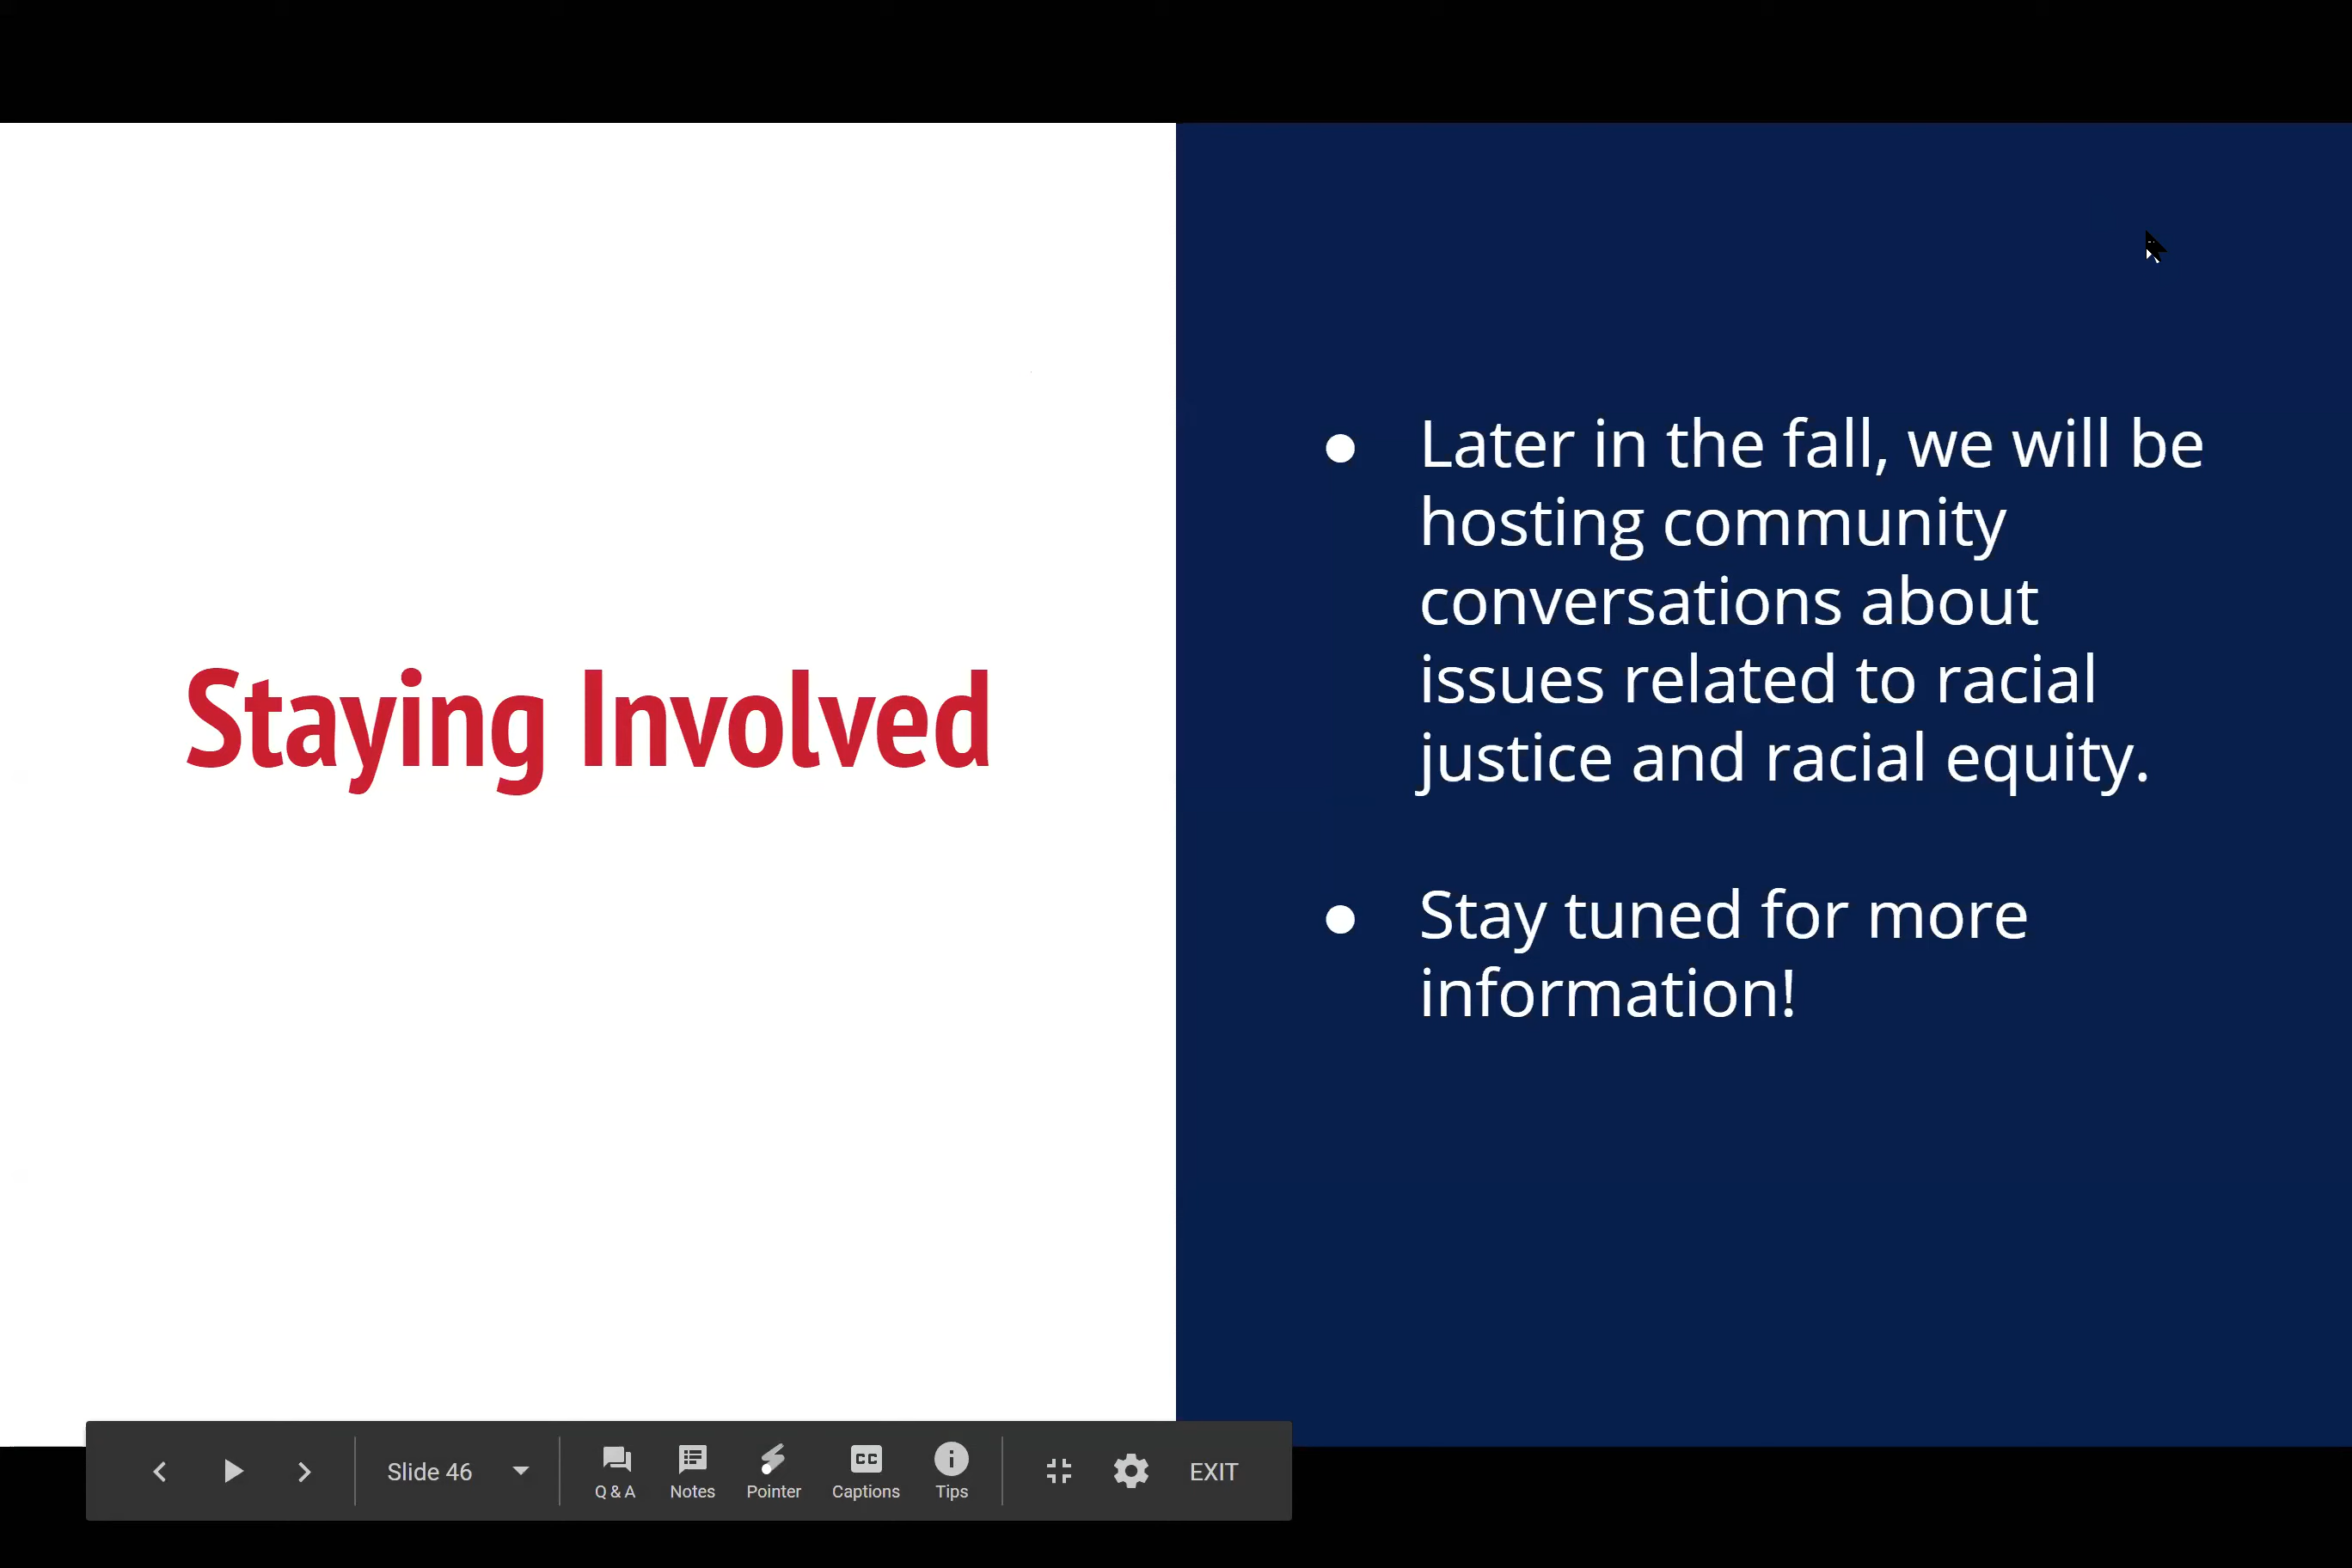 Staying Involved
● Later in the fall, we will be
hosting community
conversations about
issues related to racial
justice and racial equity.
● Stay tuned for more
information!
Slide 46
Q & A
Notes
Pointer
CC
Captions
Tips
EXIT